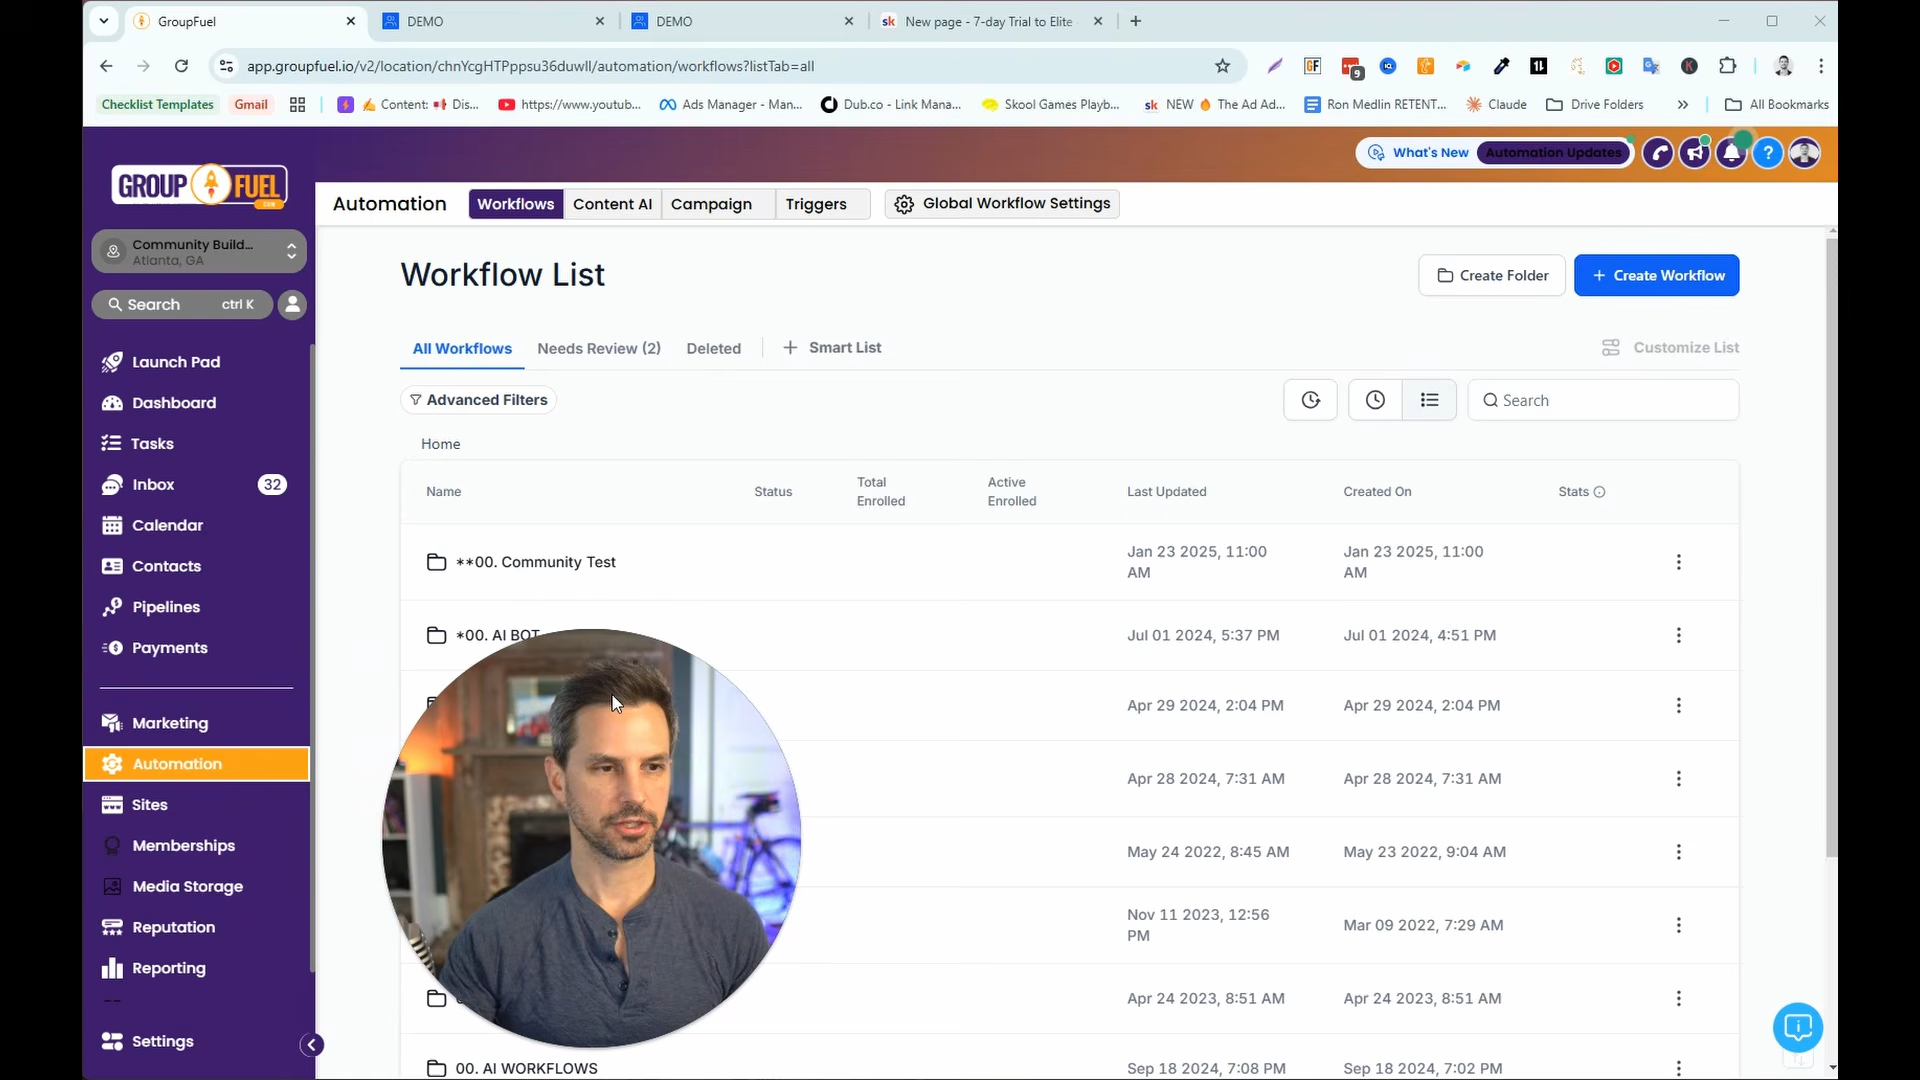 GroupFuel
DEMO
DEMO
New page - 7-day Trial to Elite
app.groupfuel.io/v2/location/chnYcgHTPppsu36duwIl/automation/workflows?listTab=all
9
Checklist Templates
Gmail
Content:
Dis...
https://www.youtub...
Ads Manager - Man...
Dub.co - Link Mana...
Skool Games Playb...
NEW
The Ad Ad...
Ron Medlin RETENT...
Claude
Drive Folders
All Bookmarks
What's New
Automation Updates
GROUP FUEL
.COM
Automation
Workflows
Content AI
Campaign
Triggers
Global Workflow Settings
Community Build...
Atlanta, GA
Search
ctrl K
Launch Pad
Dashboard
Tasks
Inbox
32
Calendar
Contacts
Pipelines
Payments
Marketing
Automation
Sites
Memberships
Media Storage
Reputation
Reporting
Settings
Workflow List
Create Folder
+ Create Workflow
All Workflows
Needs Review (2)
Deleted
+ Smart List
Customize List
Advanced Filters
Search
Home
Name
Status
Total
Enrolled
Active
Enrolled
Last Updated
Created On
Stats
**00. Community Test
Jan 23 2025, 11:00
AM
Jan 23 2025, 11:00
AM
*00. AI BOT
Jul 01 2024, 5:37 PM
Jul 01 2024, 4:51 PM
Apr 29 2024, 2:04 PM
Apr 29 2024, 2:04 PM
Apr 28 2024, 7:31 AM
Apr 28 2024, 7:31 AM
May 24 2022, 8:45 AM
May 23 2022, 9:04 AM
Nov 11 2023, 12:56
PM
Mar 09 2022, 7:29 AM
Apr 24 2023, 8:51 AM
Apr 24 2023, 8:51 AM
00. AI WORKFLOWS
Sep 18 2024, 7:08 PM
Sep 18 2024, 7:02 PM